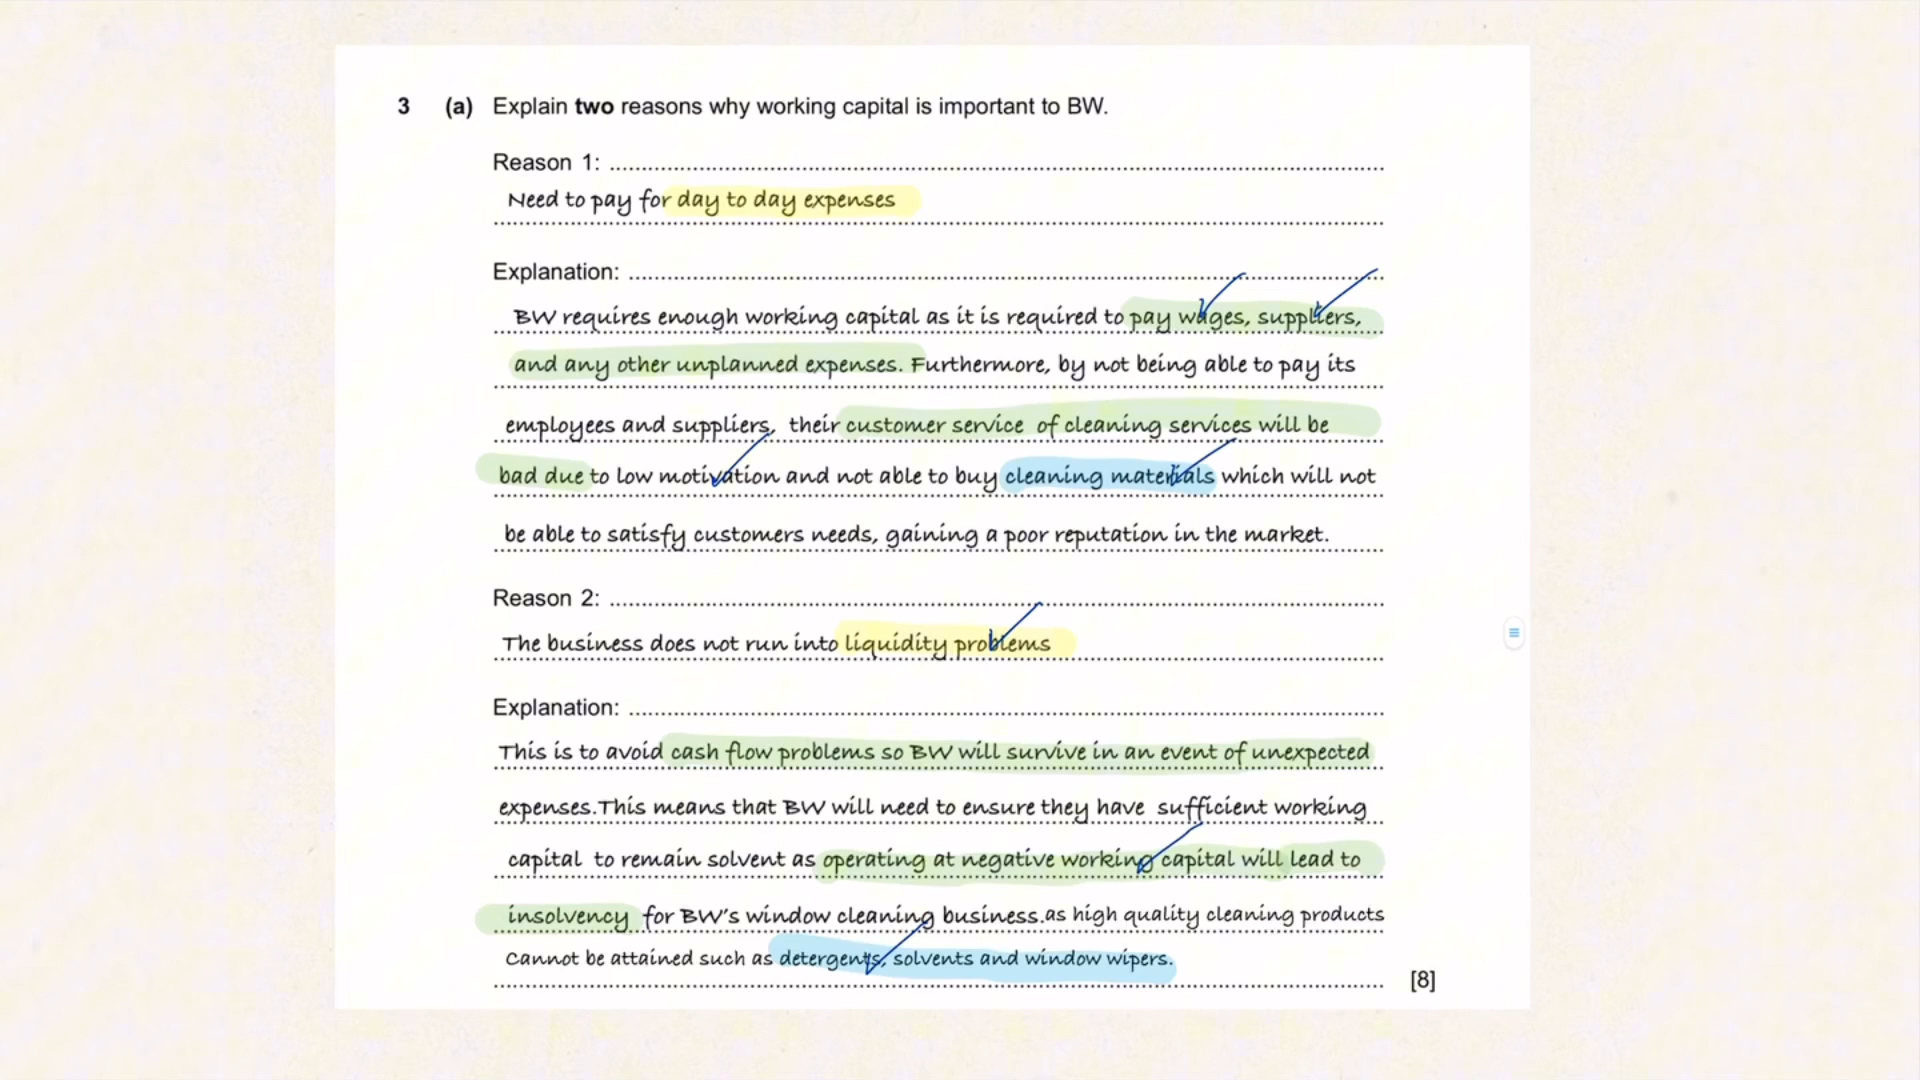 3 (a) Explain two reasons why working capital is important to BW.
Reason 1: ........................................................................
Need to pay for day to day expenses
Explanation: ........................................................................
BW requires enough working capital as it is required to pay wages, suppliers,
and any other unplanned expenses. Furthermore, by not being able to pay its
employees and suppliers, their customer service of cleaning services will be
bad due to low motivation and not able to buy cleaning materials which will not
be able to satisfy customers needs, gaining a poor reputation in the market.
Reason 2: ........................................................................
The business does not run into liquidity problems
Explanation: ........................................................................
This is to avoid cash flow problems so BW will survive in an event of unexpected
expenses.This means that BW will need to ensure they have sufficient working
capital to remain solvent as operating at negative working capital will lead to
insolvency for BW's window cleaning business.as high quality cleaning products
Cannot be attained such as detergents, solvents and window wipers.
[8]